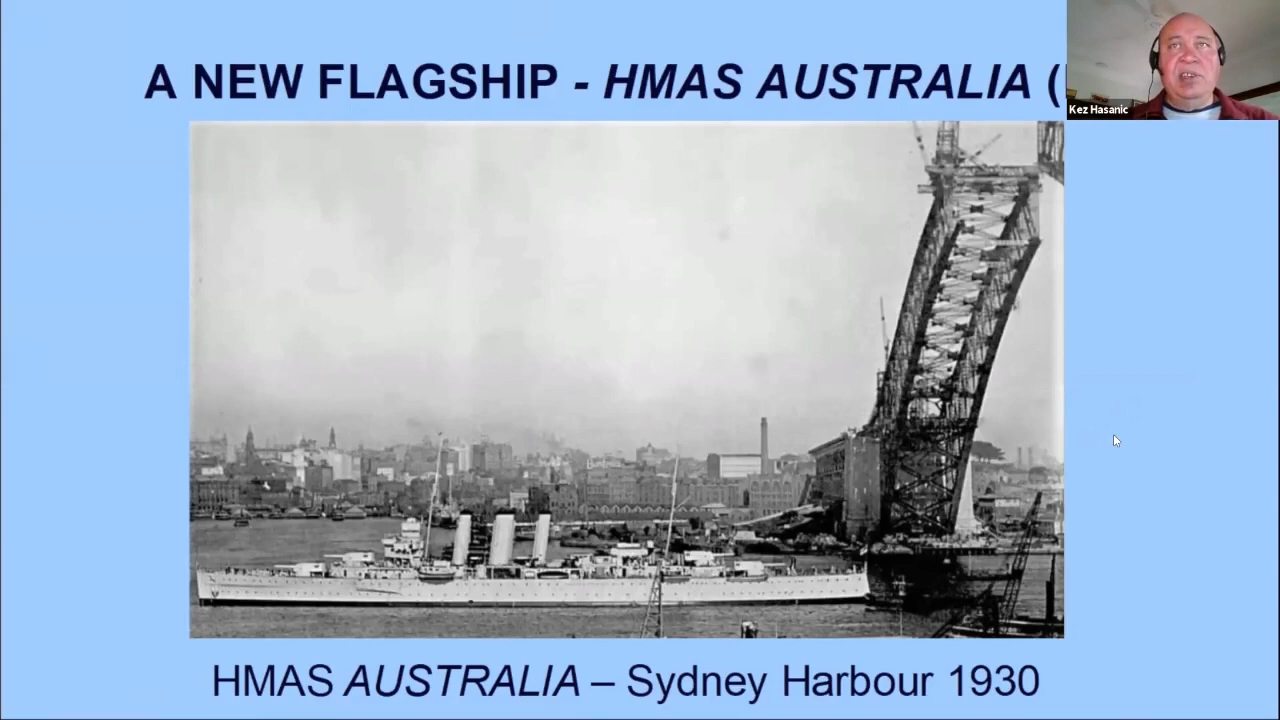 A NEW FLAGSHIP - HMAS AUSTRALIA (
Kez Hasanic
HMAS AUSTRALIA – Sydney Harbour 1930